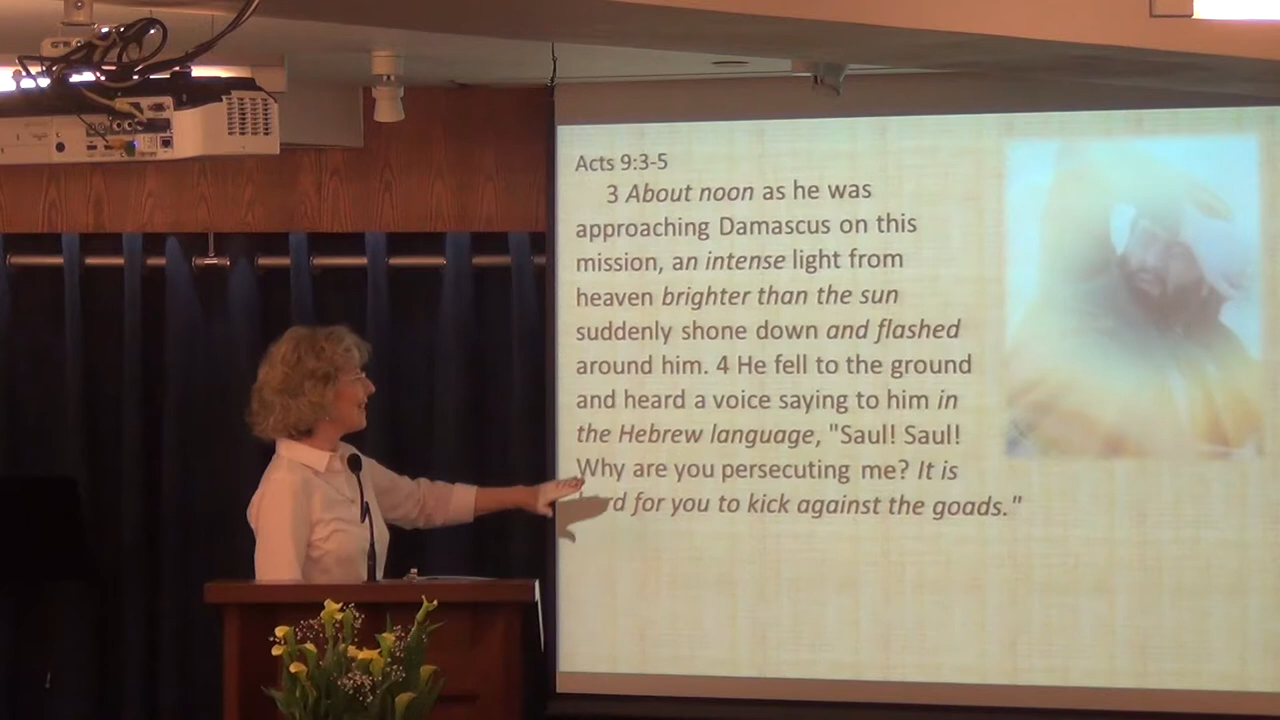 Acts 9:3-5
3 About noon as he was
approaching Damascus on this
mission, an intense light from
heaven brighter than the sun
suddenly shone down and flashed
around him. 4 He fell to the ground
and heard a voice saying to him in
the Hebrew language, "Saul! Saul!
Why are you persecuting me? It is
for you to kick against the goads."